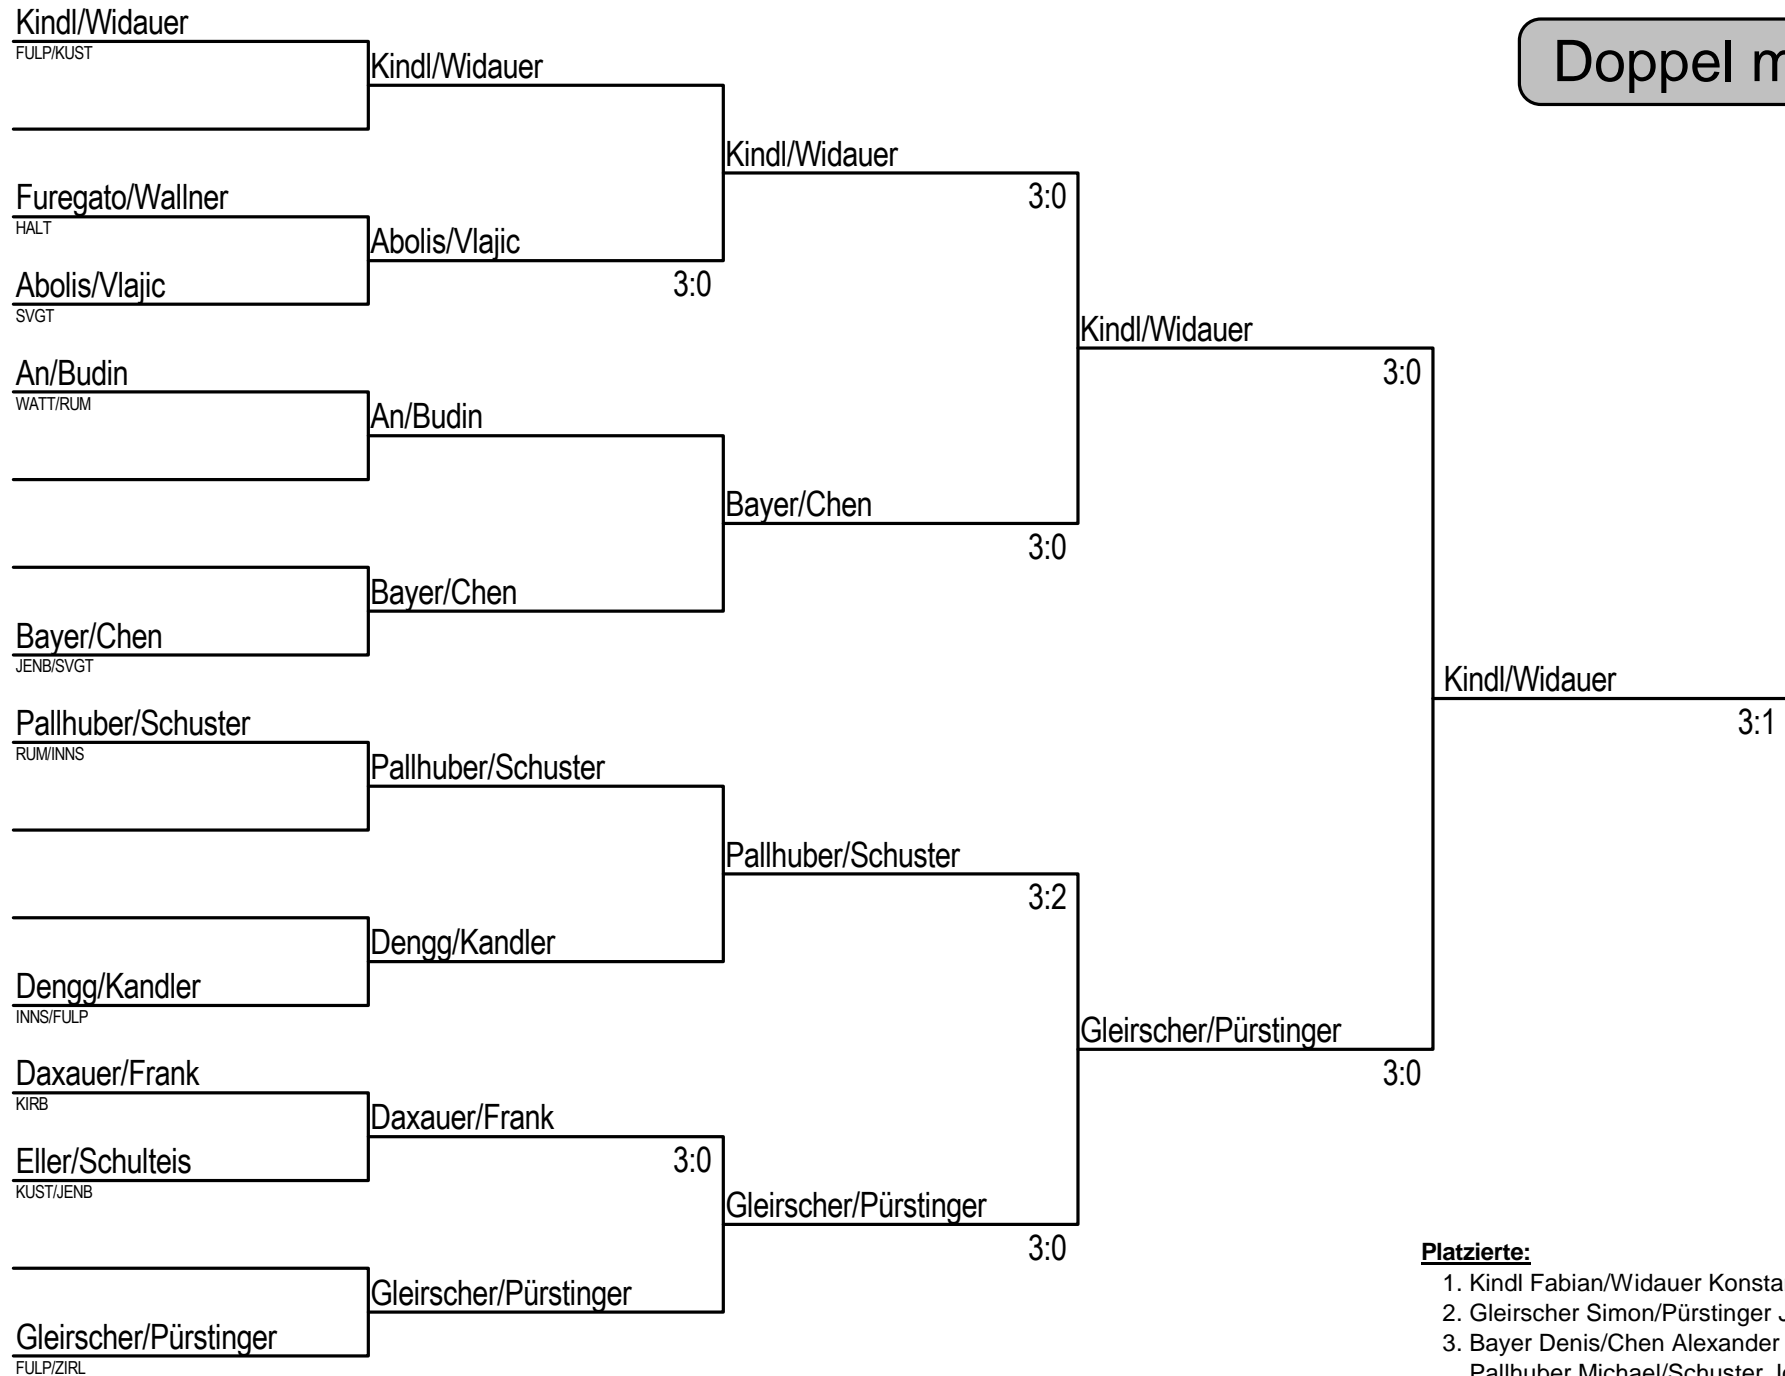 Kindl/Widauer
FULP/KUST
Kindl/Widauer
Doppel
Kindl/Widauer
3:0
Furegato/Wallner
HALT
Abolis/Vlajic
3:0
Abolis/Vlajic
SVGT
Kindl/Widauer
3:0
An/Budin
WATT/RUM
An/Budin
Bayer/Chen
3:0
Bayer/Chen
Bayer/Chen
JENB/SVGT
Kindl/Widauer
3:1
Pallhuber/Schuster
RUM/INNS
Pallhuber/Schuster
Pallhuber/Schuster
3:2
Dengg/Kandler
Dengg/Kandler
INNS/FULP
Gleirscher/Pürstinger
3:0
Daxauer/Frank
KIRB
Daxauer/Frank
3:0
Eller/Schulteis
KUST/JENB
Gleirscher/Pürstinger
3:0
Gleirscher/Pürstinger
Gleirscher/Pürstinger
FULP/ZIRL
Platzierte:
1. Kindl Fabian/Widauer
2. Gleirscher Simon/Pürstinger
3. Bayer Denis/Chen Alexander
Pallhuber Michael/Schuster